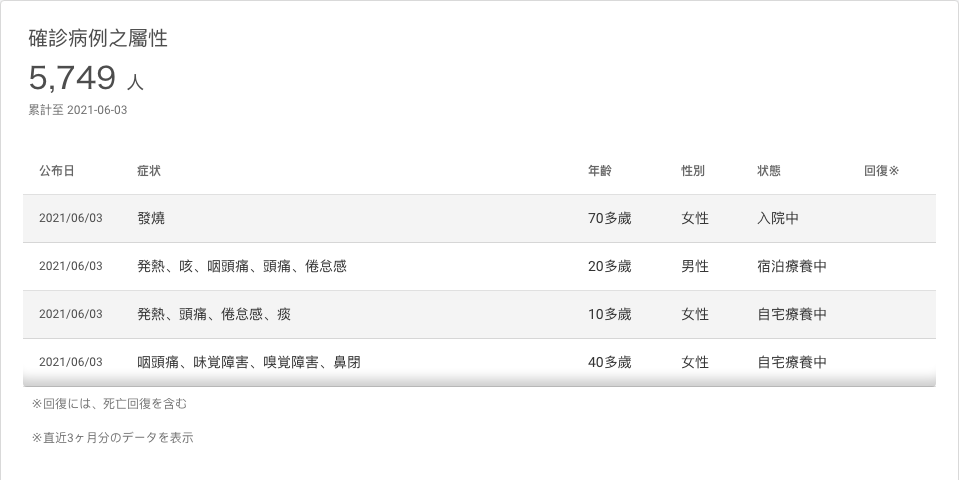 確診病例之屬性
5,749 人
累計至 2021-06-03
公布日 症状 年齡 性別 状態 回復※
2021/06/03 發燒 70多歲 女性 入院中
2021/06/03 発熱、咳、咽頭痛、頭痛、倦怠感 20多歲 男性 宿泊療養中
2021/06/03 発熱、頭痛、倦怠感、痰 10多歲 女性 自宅療養中
2021/06/03 咽頭痛、味覚障害、嗅覚障害、鼻閉 40多歲 女性 自宅療養中
※回復には、死亡回復を含む
※直近3ヶ月分のデータを表示